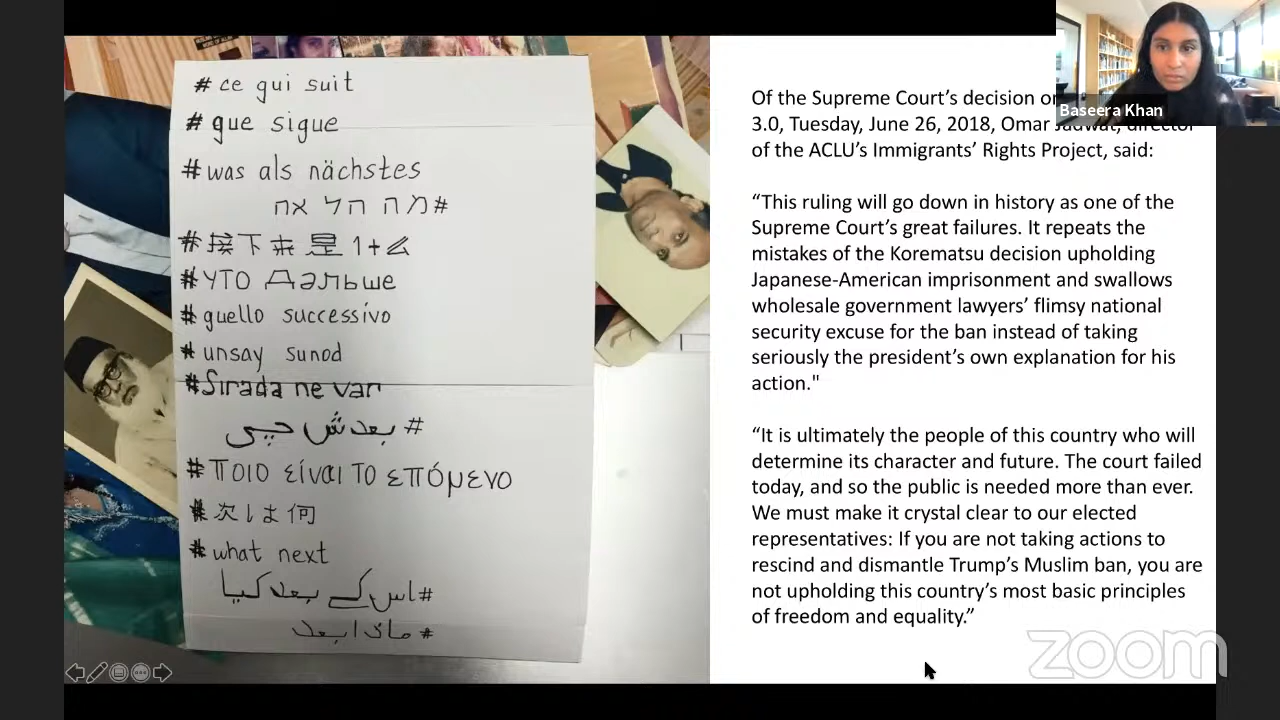 # ce gui suit
# gue sigue
# was als nächstes
#מה הלאה
# 接下来是 1+么
# УТО Дальше
# guello successivo
# unsay sunod
# Sırada ne var
# بعدش چی
# ποιο είναι το επόμενο
# 次は何
# what next
#اس کے بعد کیا
# ماذا بعد
Of the Supreme Court’s decision
3.0, Tuesday, June 26, 2018, Omar Jadwat, director
of the ACLU’s Immigrants’ Rights Project, said:
“This ruling will go down in history as one of the
Supreme Court’s great failures. It repeats the
mistakes of the Korematsu decision upholding
Japanese-American imprisonment and swallows
wholesale government lawyers’ flimsy national
security excuse for the ban instead of taking
seriously the president’s own explanation for his
action."
“It is ultimately the people of this country who will
determine its character and future. The court failed
today, and so the public is needed more than ever.
We must make it crystal clear to our elected
representatives: If you are not taking actions to
rescind and dismantle Trump’s Muslim ban, you are
not upholding this country’s most basic principles
of freedom and equality.”
Baseera Khan
zoom